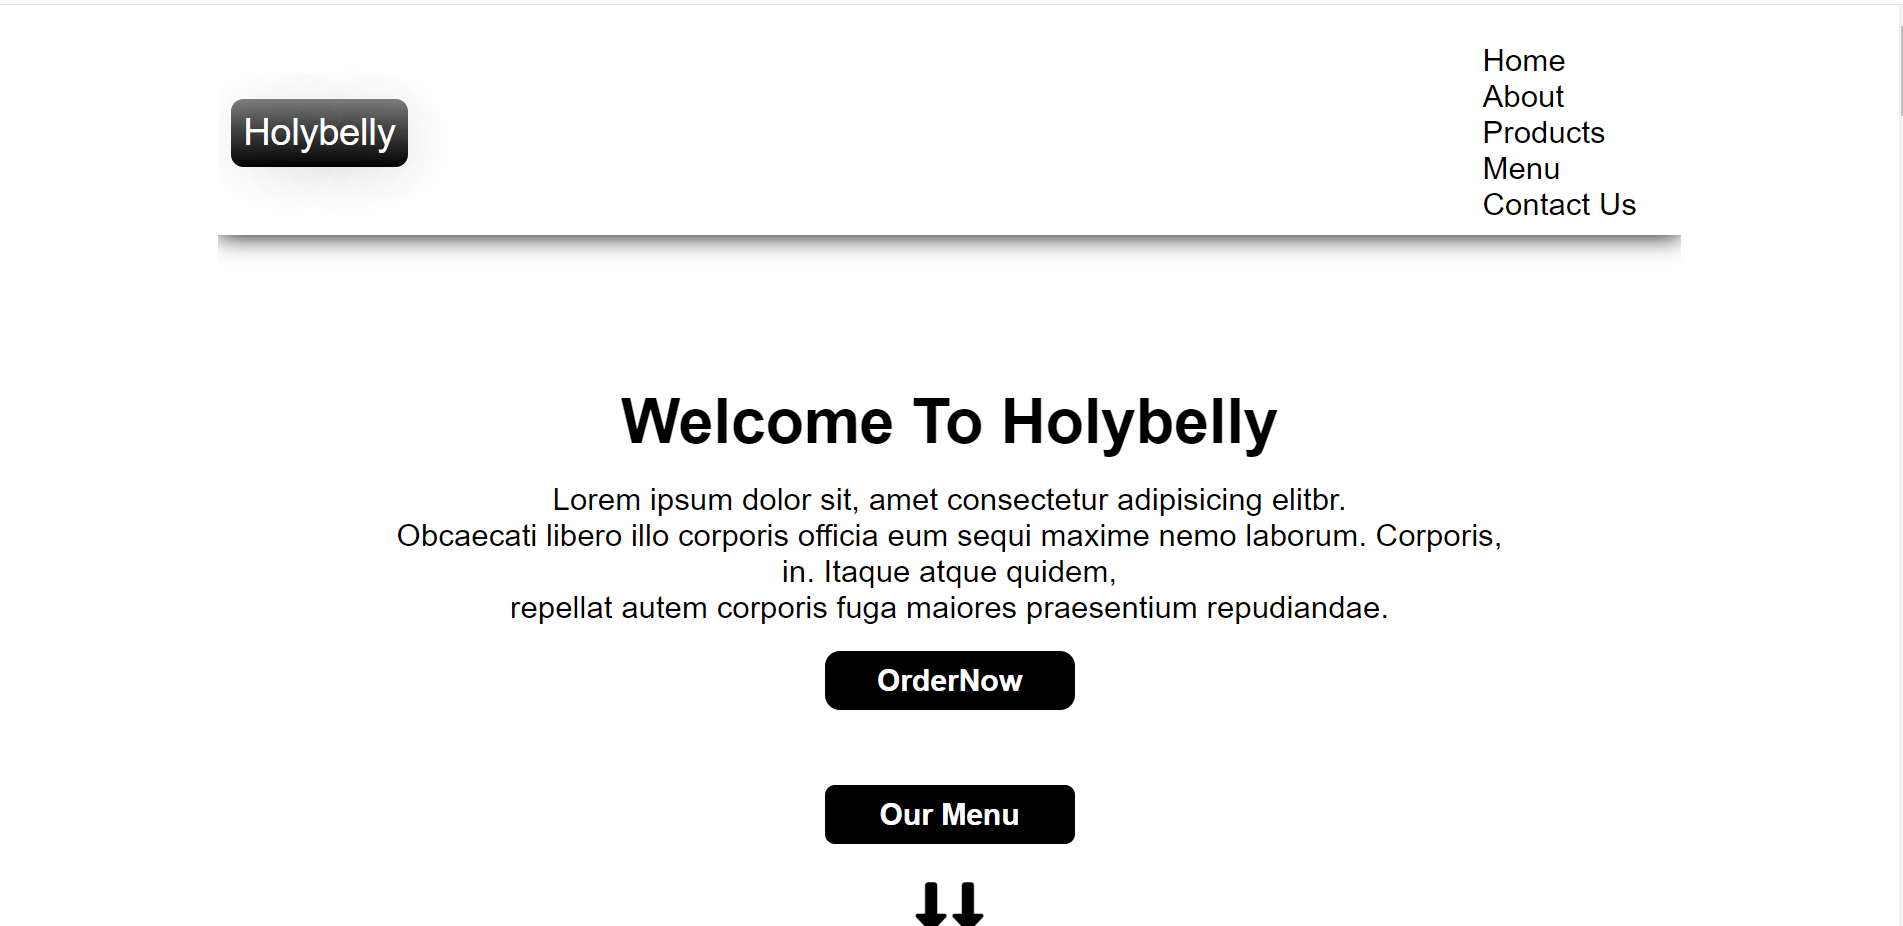 Holybelly
Home
About
Products
Menu
Contact Us
Welcome To Holybelly
Lorem ipsum dolor sit, amet consectetur adipisicing elitbr.
Obcaecati libero illo corporis officia eum sequi maxime nemo laborum. Corporis,
in. Itaque atque quidem,
repellat autem corporis fuga maiores praesentium repudiandae.
OrderNow
Our Menu